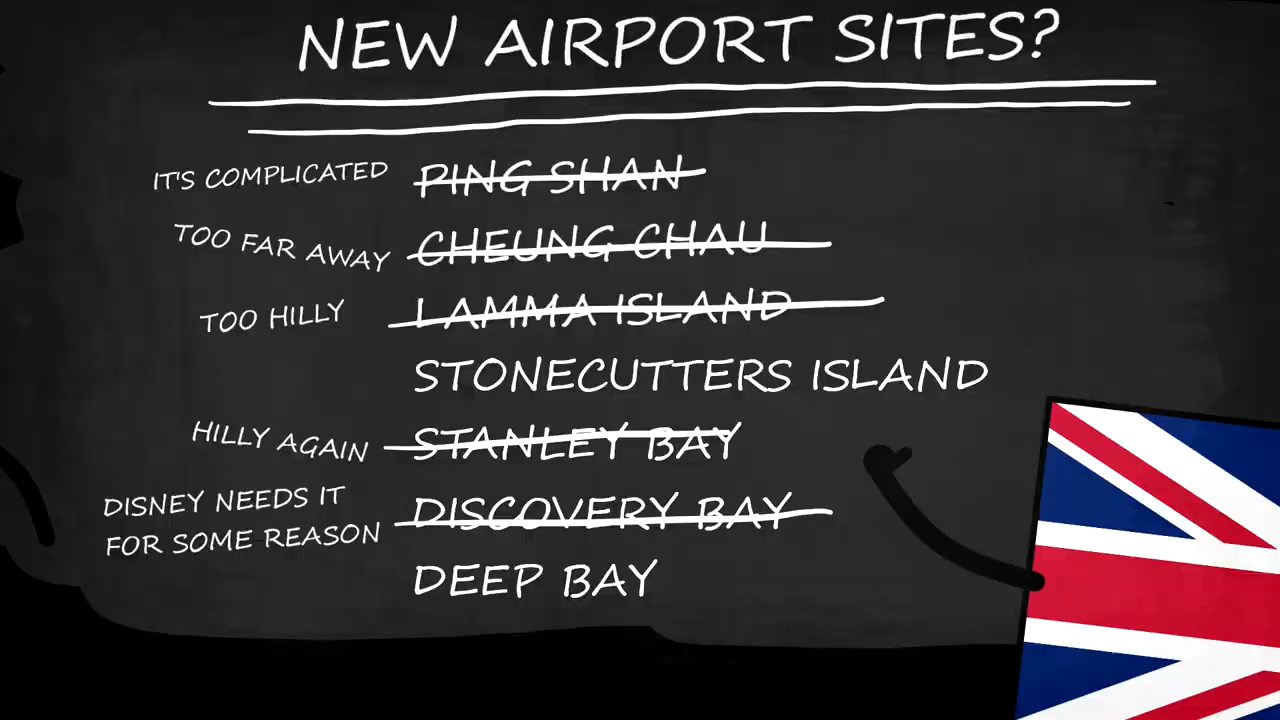 NEW AIRPORT SITES?
IT'S COMPLICATED PING SHAN
TOO FAR AWAY CHEUNG CHAU
TOO HILLY LAMMA ISLAND
STONECUTTERS ISLAND
HILLY AGAIN STANLEY BAY
DISNEY NEEDS IT
FOR SOME REASON DISCOVERY BAY
DEEP BAY